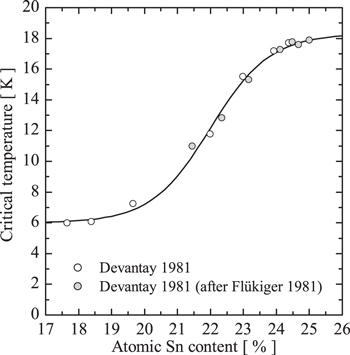 20
18
16
14
12
10
8
6
4
2
0
Critical temperature [ K ]
Devantay 1981
Devantay 1981 (after Flükiger 1981)
17 18 19 20 21 22 23 24 25 26
Atomic Sn content [ % ]